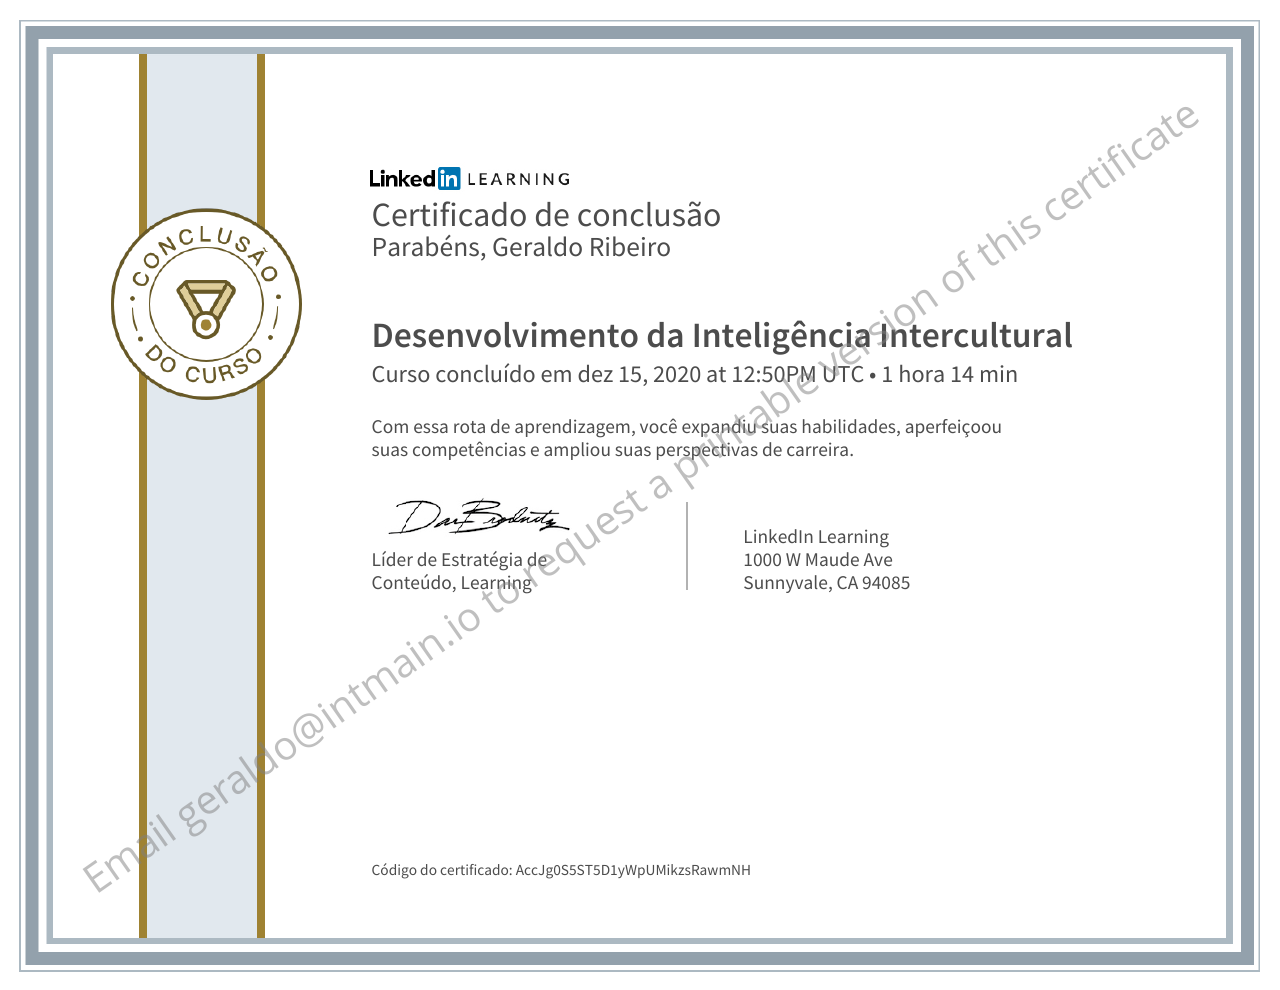 Linkedin LEARNING
Certificado de conclusão
Parabéns, Geraldo Ribeiro
CONCLUSÃO
DO CURSO
Desenvolvimento da Inteligência Intercultural
Curso concluído em dez 15, 2020 at 12:50PM UTC • 1 hora 14 min
Com essa rota de aprendizagem, você expandiu suas habilidades, aperfeiçoou
suas competências e ampliou suas perspectivas de carreira.
Líder de Estratégia de
Conteúdo, Learning
LinkedIn Learning
1000 W Maude Ave
Sunnyvale, CA 94085
Código do certificado: AccJg0S5ST5D1yWpUMikzsRawmNH
Email geraldo@intmain.io to request a printable version of this certificate